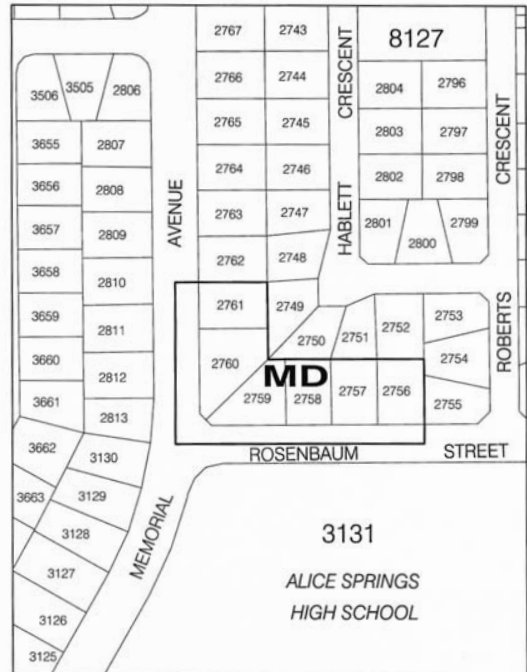 2767 2743
8127
2766 2744
2804 2796
3506 3505 2806
CRESCENT
2765 2745
2803 2797
CRESCENT
3655 2807
2764 2746
2802 2798
3656 2808
AVENUE
2763 2747
HABLETT
2801 2800 2799
3657 2809
2762 2748
3658 2810
2761 2749
3659 2811
2750 2751 2752 2753
ROBERTS
2760
2754
3660 2812
MD
2759 2758 2757 2756
2755
3661 2813
3662 3130
ROSENBAUM STREET
3663 3129
MEMORIAL
3128
3131
3127
ALICE SPRINGS
HIGH SCHOOL
3126
3125